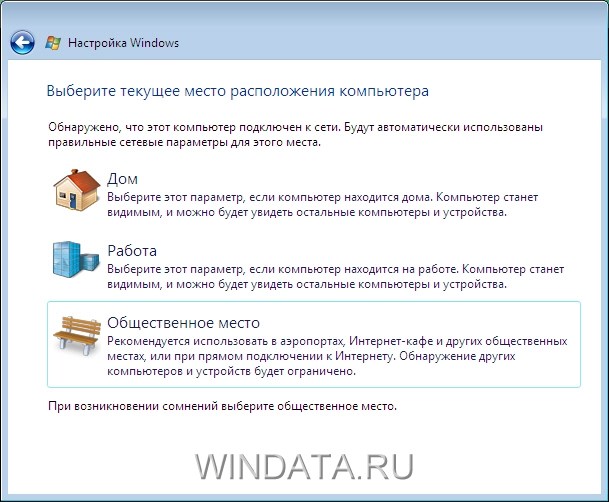 Настройка Windows
Выберите текущее место расположения компьютера
Обнаружено, что этот компьютер подключен к сети. Будут автоматически использованы
правильные сетевые параметры для этого места.
Дом
Выберите этот параметр, если компьютер находится дома. Компьютер станет
видимым, и можно будет увидеть остальные компьютеры и устройства.
Работа
Выберите этот параметр, если компьютер находится на работе. Компьютер станет
видимым, и можно будет увидеть остальные компьютеры и устройства.
Общественное место
Рекомендуется использовать в аэропортах, Интернет-кафе и других общественных
местах, или при прямом подключении к Интернету. Обнаружение других
компьютеров и устройств будет ограничено.
При возникновении сомнений выберите общественное место.
WINDATA.RU